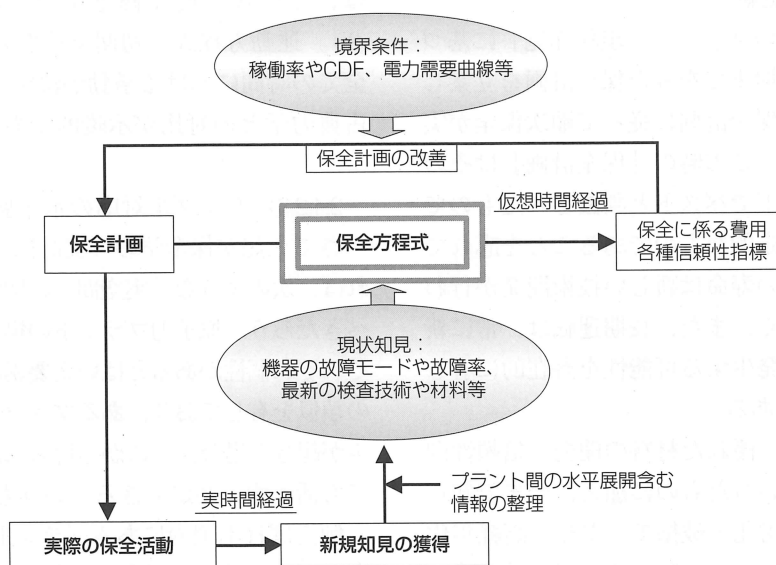 境界条件：
稼働率やCDF、電力需要曲線等
保全計画の改善
仮想時間経過
保全計画
保全方程式
保全に係る費用
各種信頼性指標
現状知見：
機器の故障モードや故障率、
最新の検査技術や材料等
プラント間の水平展開含む
情報の整理
実時間経過
実際の保全活動
新規知見の獲得